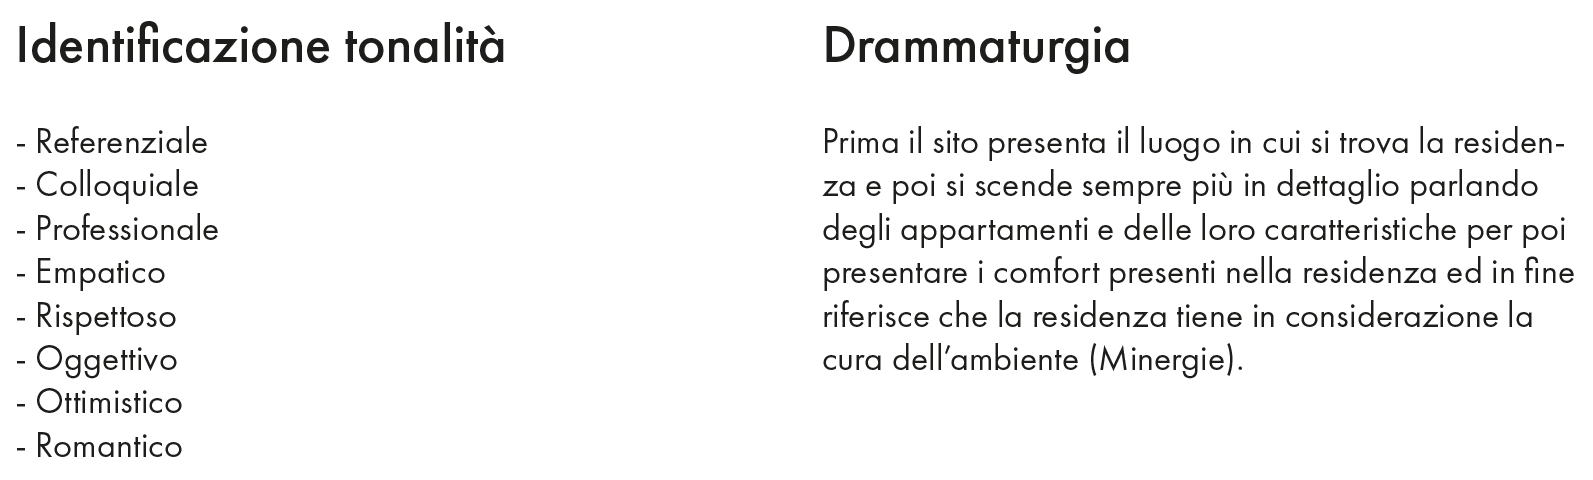 Identificazione tonalità
- Referenziale
- Colloquiale
- Professionale
- Empatico
- Rispettoso
- Oggettivo
- Ottimistico
- Romantico
Drammaturgia
Prima il sito presenta il luogo in cui si trova la residen-
za e poi si scende sempre più in dettaglio parlando
degli appartamenti e delle loro caratteristiche per poi
presentare i comfort presenti nella residenza ed in fine
riferisce che la residenza tiene in considerazione la
cura dell’ambiente (Minergie).